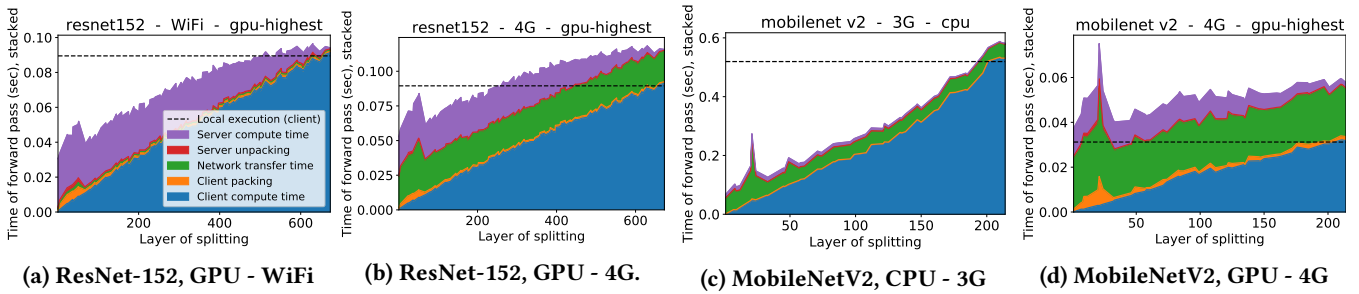 resnet152 - WiFi - gpu-highest
Time of forward pass (sec), stacked
0.10
0.08
0.06
0.04
0.02
0.00
Local execution (client)
Server compute time
Server unpacking
Network transfer time
Client packing
Client compute time
200 400 600
Layer of splitting
(a) ResNet-152, GPU - WiFi
resnet152 - 4G - gpu-highest
Time of forward pass (sec), stacked
0.100
0.075
0.050
0.025
0.000
200 400 600
Layer of splitting
(b) ResNet-152, GPU - 4G.
mobilenet v2 - 3G - cpu
Time of forward pass (sec), stacked
0.6
0.4
0.2
0.0
50 100 150 200
Layer of splitting
(c) MobileNetV2, CPU - 3G
mobilenet v2 - 4G - gpu-highest
Time of forward pass (sec), stacked
0.06
0.04
0.02
0.00
50 100 150 200
Layer of splitting
(d) MobileNetV2, GPU - 4G